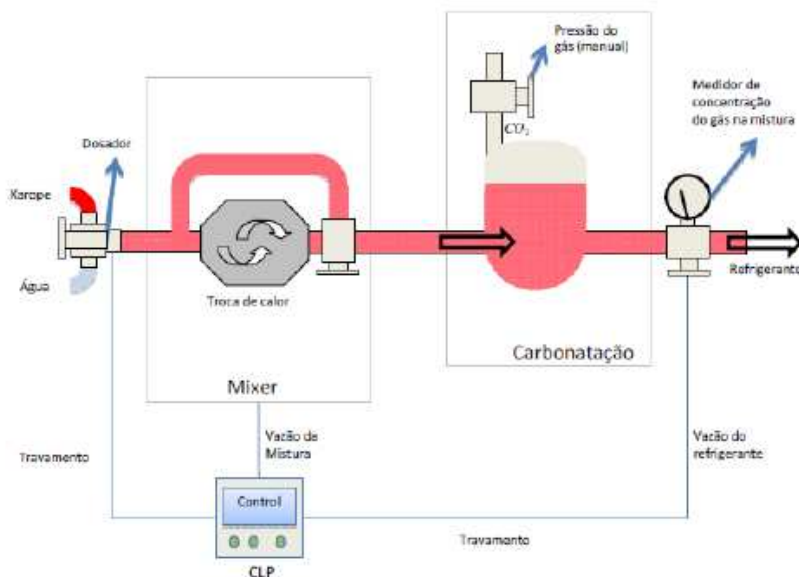 Pressão do
gás (manual)
Medidor de
concentração
do gás na mistura
Dosador
CO₂
Xarope
Água
Troca de calor
Refrigerante
Carbonatação
Mixer
Travamento
Vazão da
Mistura
Vazão do
refrigerante
Control
Travamento
CLP